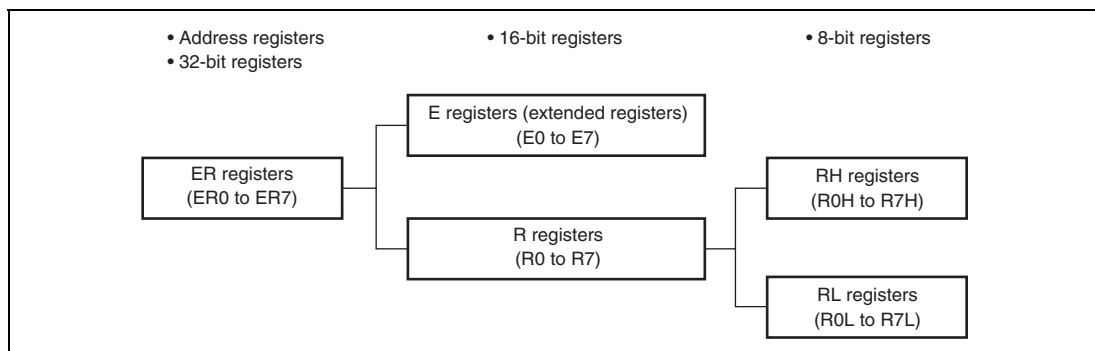 • Address registers
• 32-bit registers
• 16-bit registers
• 8-bit registers
E registers (extended registers)
(E0 to E7)
ER registers
(ER0 to ER7)
RH registers
(R0H to R7H)
R registers
(R0 to R7)
RL registers
(R0L to R7L)